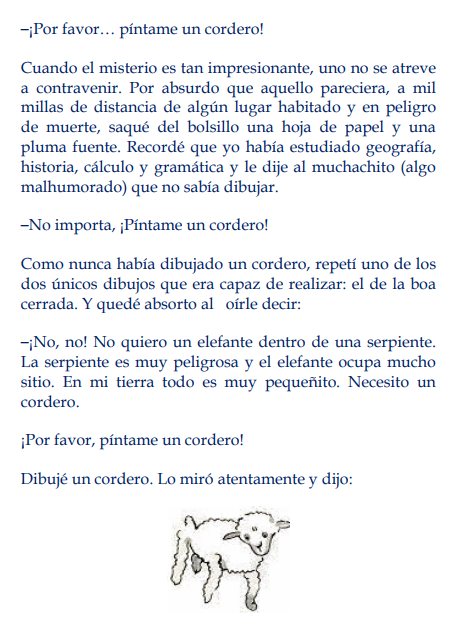 –¡Por favor… píntame un cordero!
Cuando el misterio es tan impresionante, uno no se atreve
a contravenir. Por absurdo que aquello pareciera, a mil
millas de distancia de algún lugar habitado y en peligro
de muerte, saqué del bolsillo una hoja de papel y una
pluma fuente. Recordé que yo había estudiado geografía,
historia, cálculo y gramática y le dije al muchachito (algo
malhumorado) que no sabía dibujar.
–No importa, ¡Píntame un cordero!
Como nunca había dibujado un cordero, repetí uno de los
dos únicos dibujos que era capaz de realizar: el de la boa
cerrada. Y quedé absorto al oírle decir:
–¡No, no! No quiero un elefante dentro de una serpiente.
La serpiente es muy peligrosa y el elefante ocupa mucho
sitio. En mi tierra todo es muy pequeñito. Necesito un
cordero.
¡Por favor, píntame un cordero!
Dibujé un cordero. Lo miró atentamente y dijo: